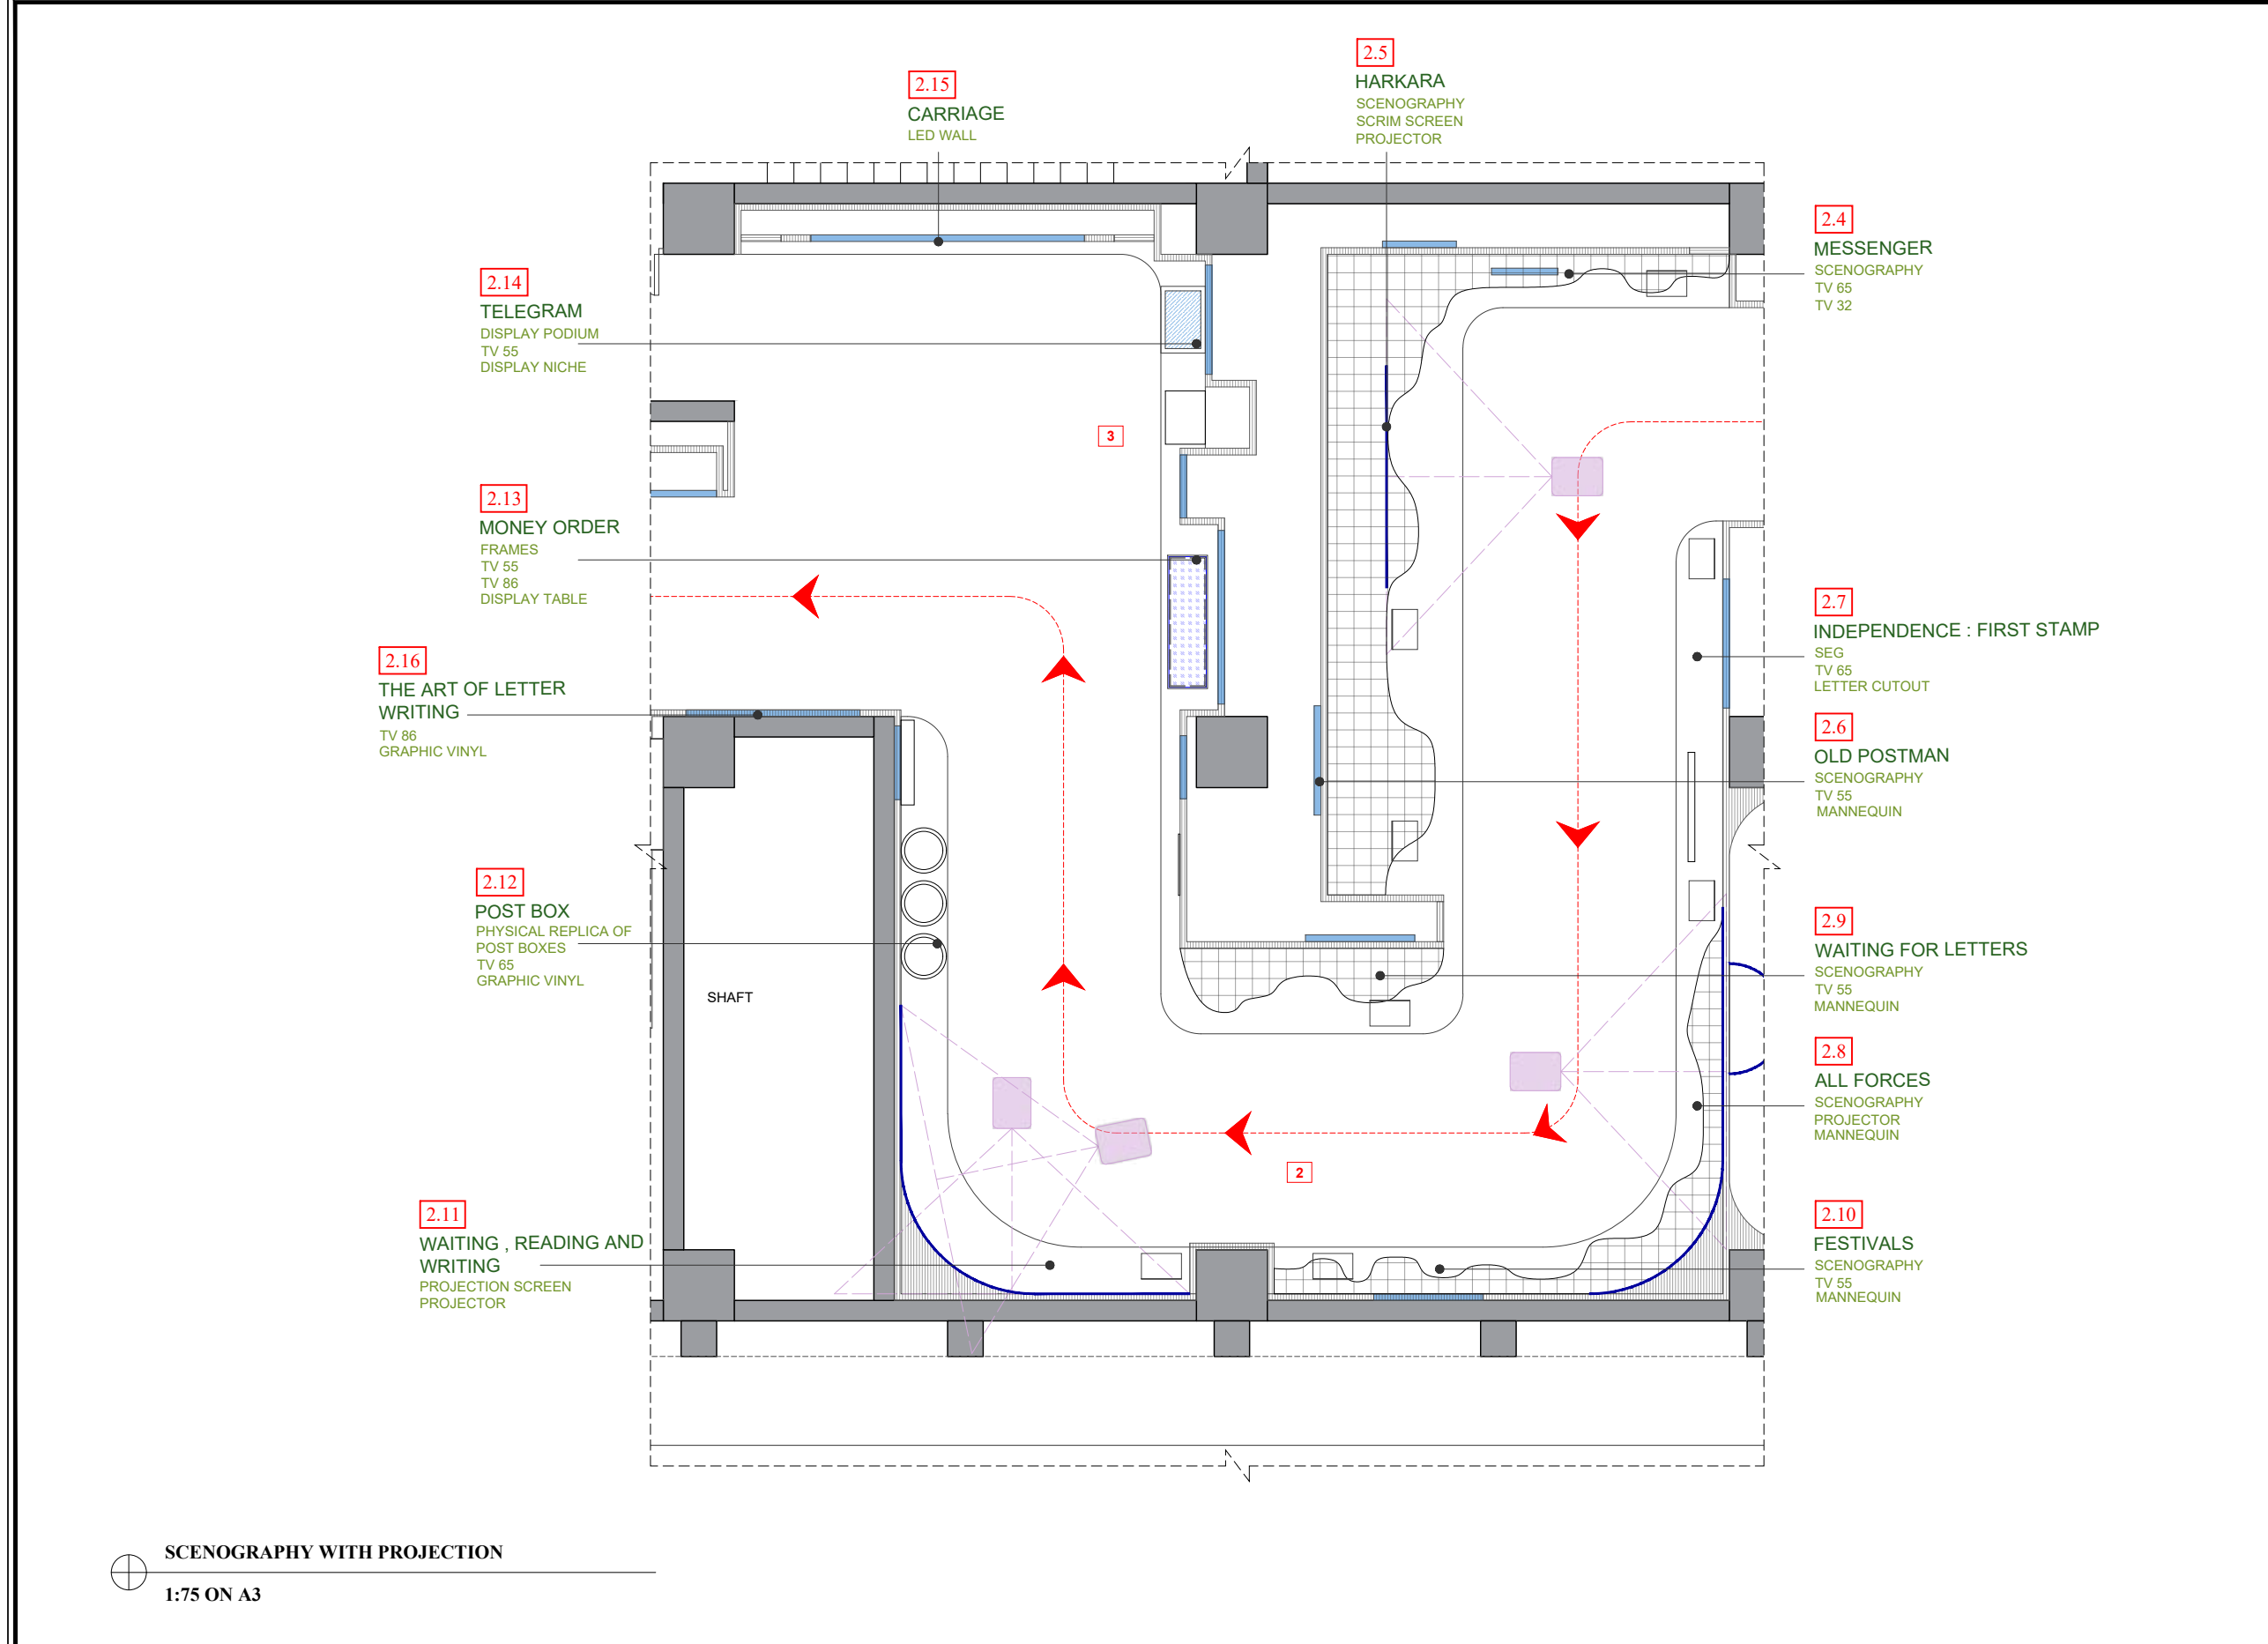 2.5
HARKARA
SCENOGRAPHY
SCRIM SCREEN
PROJECTOR
2.15
CARRIAGE
LED WALL
2.4
MESSENGER
SCENOGRAPHY
TV 65
TV 32
2.14
TELEGRAM
DISPLAY PODIUM
TV 55
DISPLAY NICHE
3
2.13
MONEY ORDER
FRAMES
TV 55
TV 86
DISPLAY TABLE
2.7
INDEPENDENCE : FIRST STAMP
SEG
TV 65
LETTER CUTOUT
2.16
THE ART OF LETTER
WRITING
TV 86
GRAPHIC VINYL
2.6
OLD POSTMAN
SCENOGRAPHY
TV 55
MANNEQUIN
2.12
POST BOX
PHYSICAL REPLICA OF
POST BOXES
TV 65
GRAPHIC VINYL
SHAFT
2.9
WAITING FOR LETTERS
SCENOGRAPHY
TV 55
MANNEQUIN
2.8
ALL FORCES
SCENOGRAPHY
PROJECTOR
MANNEQUIN
2
2.11
WAITING , READING AND
WRITING
PROJECTION SCREEN
PROJECTOR
2.10
FESTIVALS
SCENOGRAPHY
TV 55
MANNEQUIN
SCENOGRAPHY WITH PROJECTION
1:75 ON A3